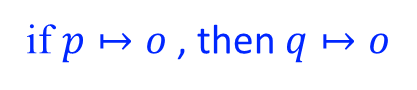 if p ↦ o , then q ↦ o